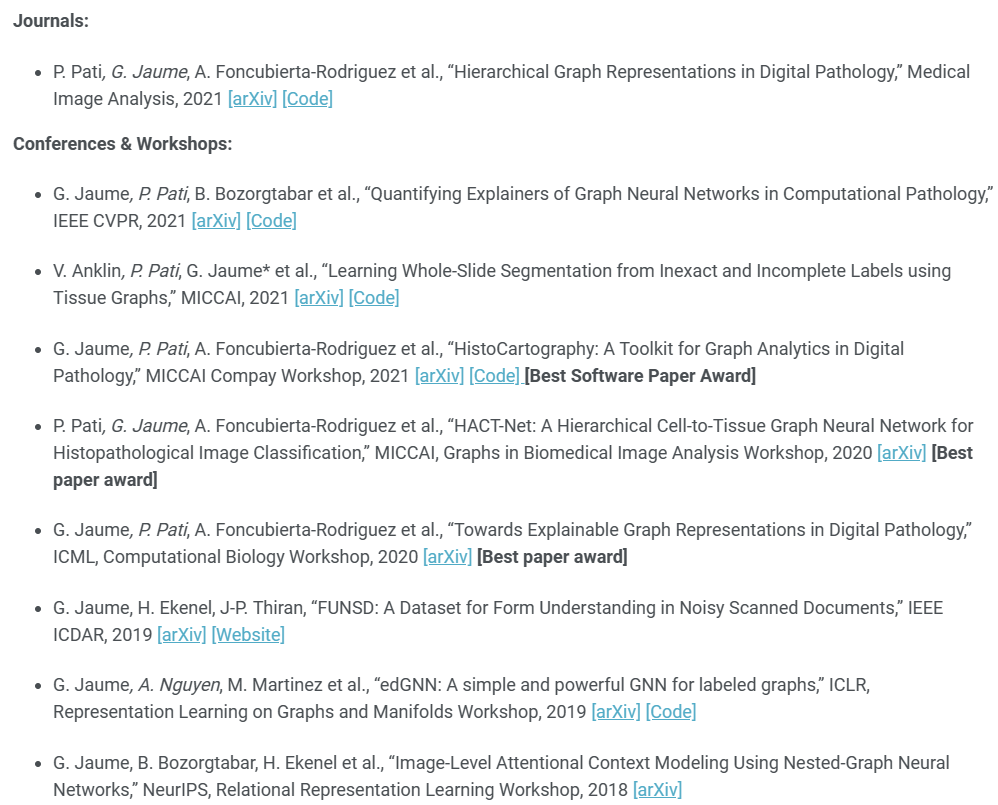 Journals:
• P. Pati, G. Jaume, A. Foncubierta-Rodriguez et al., “Hierarchical Graph Representations in Digital Pathology,” Medical
Image Analysis, 2021 [arXiv] [Code]
Conferences & Workshops:
• G. Jaume, P. Pati, B. Bozorgtabar et al., “Quantifying Explainers of Graph Neural Networks in Computational Pathology,”
IEEE CVPR, 2021 [arXiv] [Code]
• V. Anklin, P. Pati, G. Jaume* et al., “Learning Whole-Slide Segmentation from Inexact and Incomplete Labels using
Tissue Graphs,” MICCAI, 2021 [arXiv] [Code]
• G. Jaume, P. Pati, A. Foncubierta-Rodriguez et al., “HistoCartography: A Toolkit for Graph Analytics in Digital
Pathology,” MICCAI Compay Workshop, 2021 [arXiv] [Code] [Best Software Paper Award]
• P. Pati, G. Jaume, A. Foncubierta-Rodriguez et al., “HACT-Net: A Hierarchical Cell-to-Tissue Graph Neural Network for
Histopathological Image Classification,” MICCAI, Graphs in Biomedical Image Analysis Workshop, 2020 [arXiv] [Best
paper award]
• G. Jaume, P. Pati, A. Foncubierta-Rodriguez et al., “Towards Explainable Graph Representations in Digital Pathology,”
ICML, Computational Biology Workshop, 2020 [arXiv] [Best paper award]
• G. Jaume, H. Ekenel, J-P. Thiran, “FUNSD: A Dataset for Form Understanding in Noisy Scanned Documents,” IEEE
ICDAR, 2019 [arXiv] [Website]
• G. Jaume, A. Nguyen, M. Martinez et al., “edGNN: A simple and powerful GNN for labeled graphs,” ICLR,
Representation Learning on Graphs and Manifolds Workshop, 2019 [arXiv] [Code]
• G. Jaume, B. Bozorgtabar, H. Ekenel et al., “Image-Level Attentional Context Modeling Using Nested-Graph Neural
Networks,” NeurIPS, Relational Representation Learning Workshop, 2018 [arXiv]